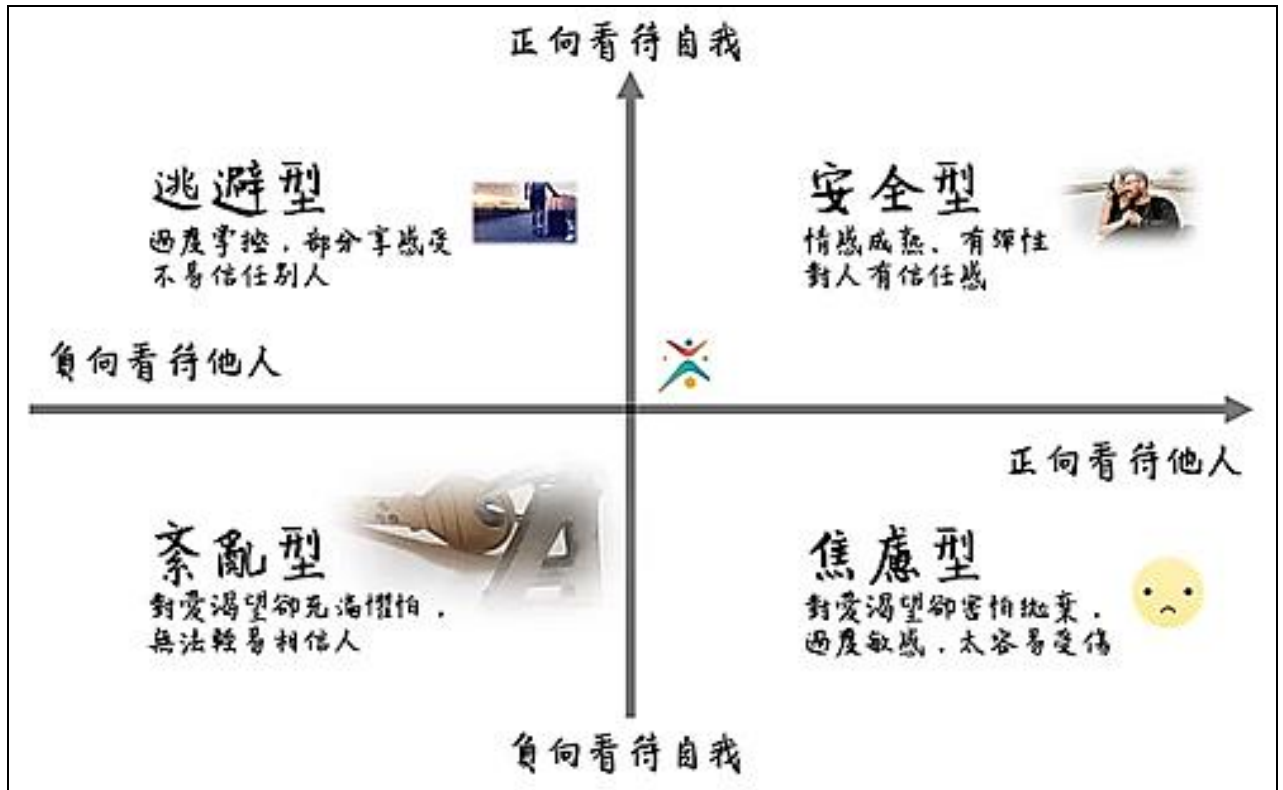 正向看待自我
逃避型
過度掌控，部分享感受
不易信任別人
安全型
情感成熟、有彈性
對人有信任感
負向看待他人
正向看待他人
紊亂型
對愛渴望卻充滿懼怕，
無法輕易相信人
焦慮型
對愛渴望卻害怕拋棄，
過度敏感，太容易受傷
負向看待自我